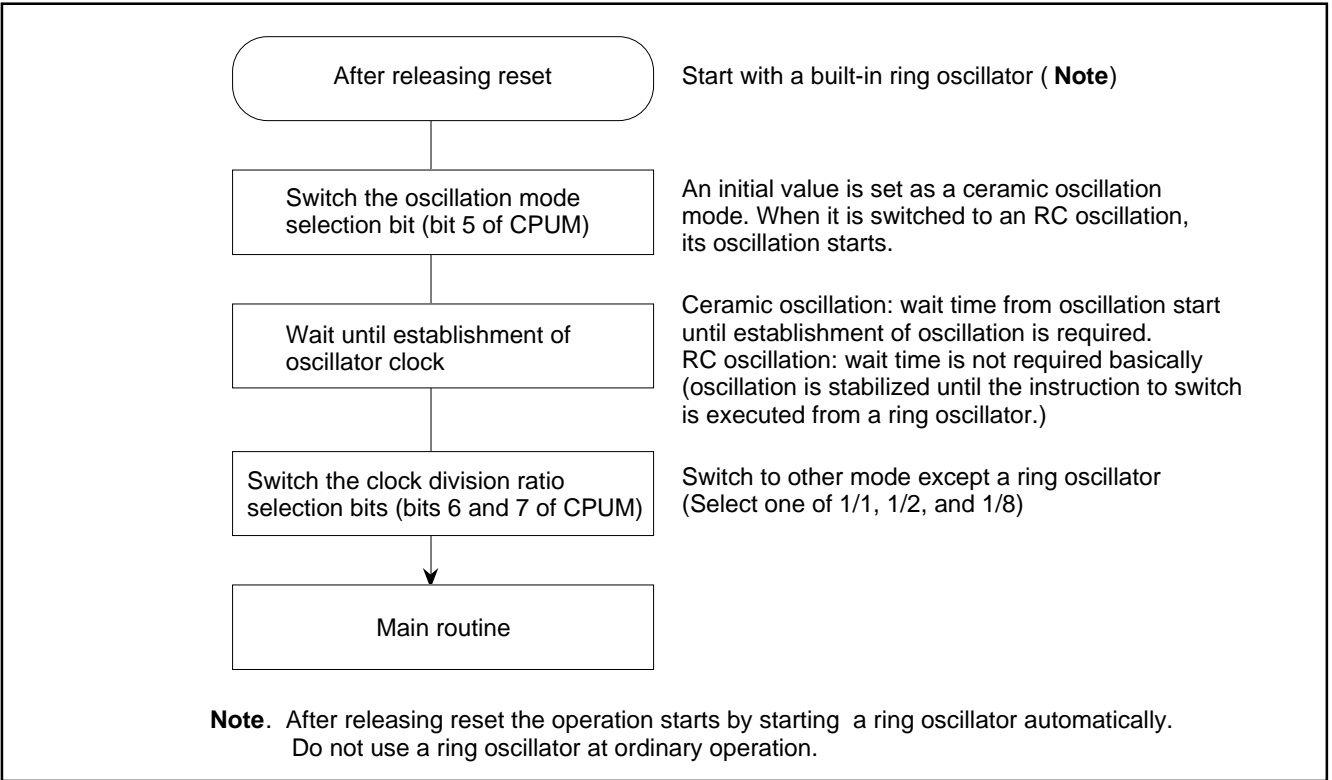 After releasing reset
Start with a built-in ring oscillator ( Note)
Switch the oscillation mode
selection bit (bit 5 of CPUM)
An initial value is set as a ceramic oscillation
mode. When it is switched to an RC oscillation,
its oscillation starts.
Wait until establishment of
oscillator clock
Ceramic oscillation: wait time from oscillation start
until establishment of oscillation is required.
RC oscillation: wait time is not required basically
(oscillation is stabilized until the instruction to switch
is executed from a ring oscillator.)
Switch the clock division ratio
selection bits (bits 6 and 7 of CPUM)
Switch to other mode except a ring oscillator
(Select one of 1/1, 1/2, and 1/8)
Main routine
Note. After releasing reset the operation starts by starting a ring oscillator automatically.
Do not use a ring oscillator at ordinary operation.